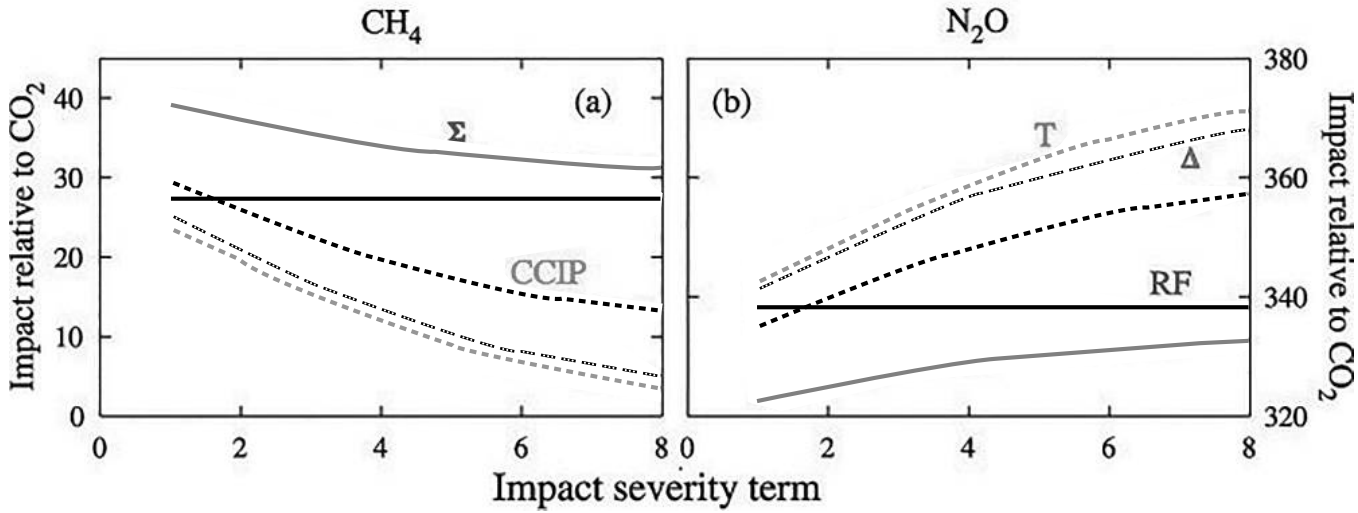 CH4
N2O
Impact relative to CO2
40
30
20
10
0
(a)
Σ
CCIP
0
2
4
6
8
(b)
T
Δ
RF
0
2
4
6
8
380
360
340
320
Impact relative to CO2
Impact severity term